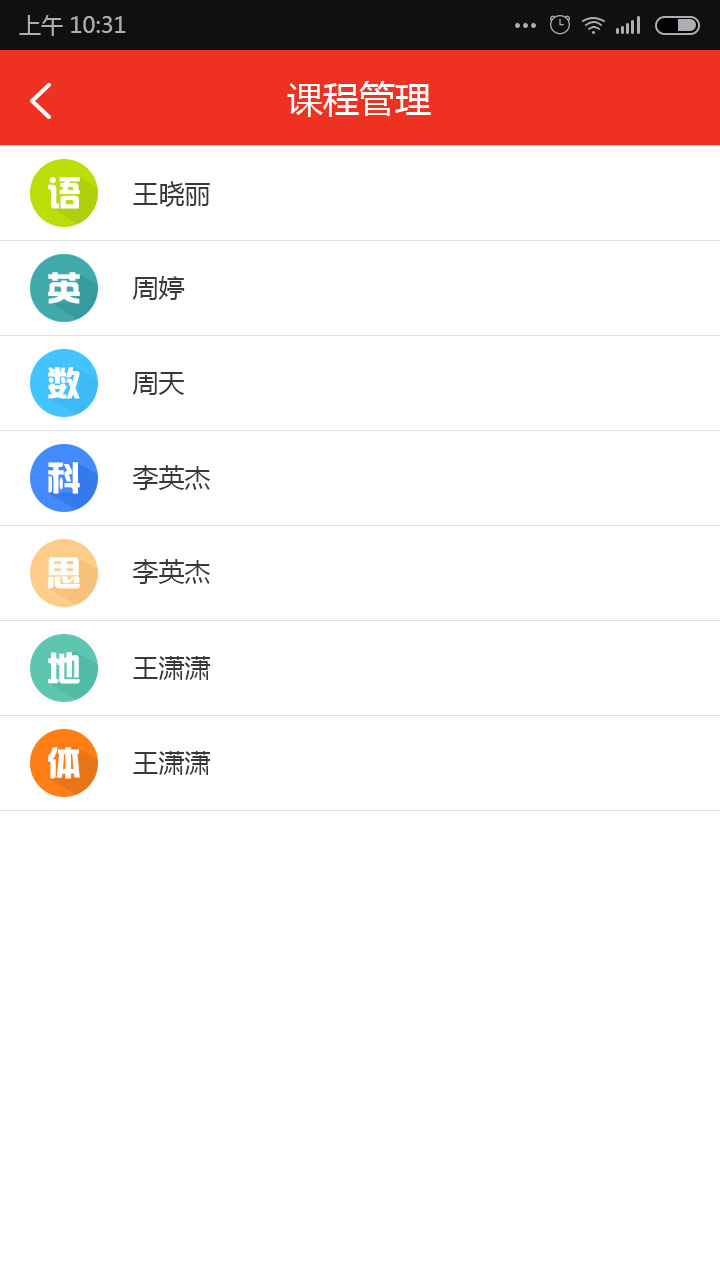 上午 10:31
课程管理
语 王晓丽
英 周婷
数 周天
科 李英杰
思 李英杰
地 王潇潇
体 王潇潇